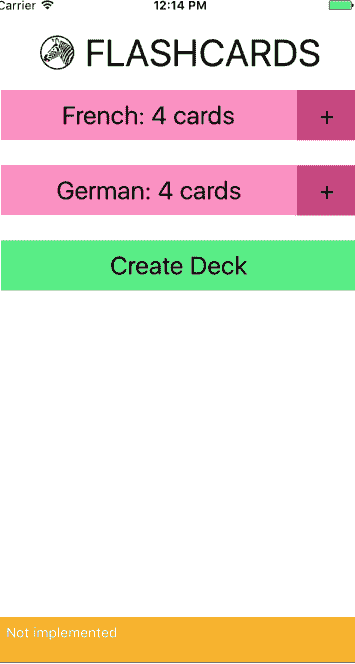 Carrier 12:14 PM
FLASHCARDS
French: 4 cards +
German: 4 cards +
Create Deck
Not implemented